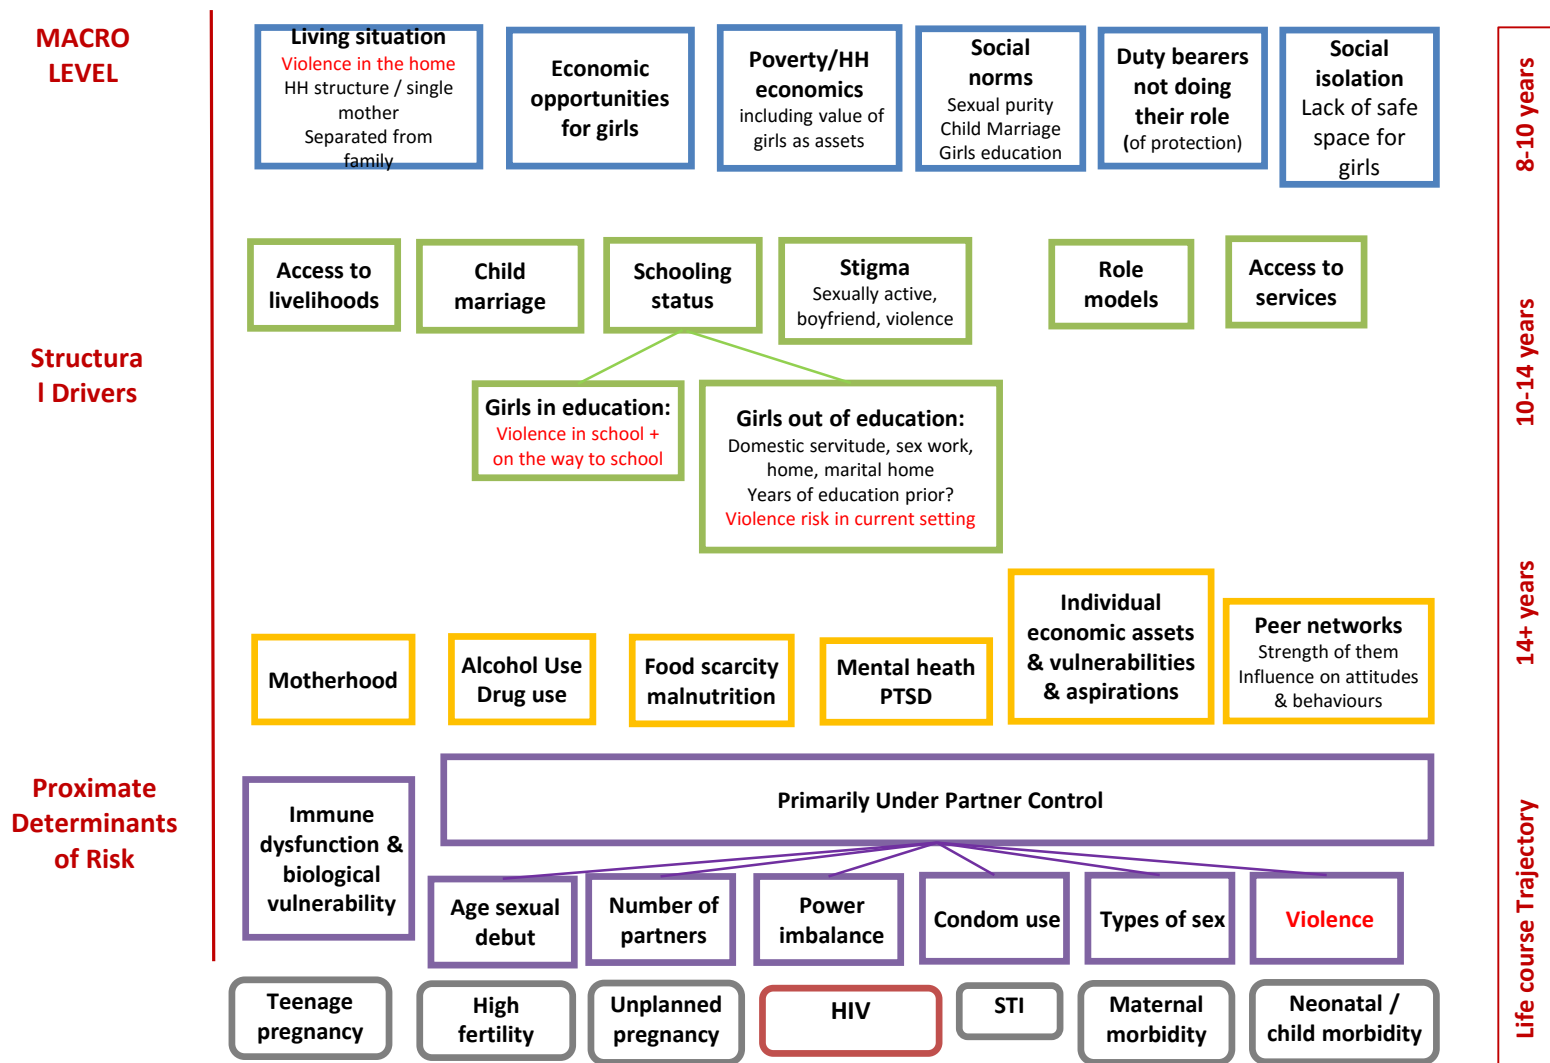 MACRO
LEVEL
Living situation
Violence in the home
HH structure / single
mother
Separated from
family
Economic
opportunities
for girls
Poverty/HH
economics
including value of
girls as assets
Social
norms
Sexual purity
Child Marriage
Girls education
Duty bearers
not doing
their role
(of protection)
Social
isolation
Lack of safe
space for
girls
8-10 years
Access to
livelihoods
Child
marriage
Schooling
status
Stigma
Sexually active,
boyfriend, violence
Role
models
Access to
services
Structura
l Drivers
10-14 years
Girls in education:
Violence in school +
on the way to school
Girls out of education:
Domestic servitude, sex work,
home, marital home
Years of education prior?
Violence risk in current setting
14+ years
Motherhood
Alcohol Use
Drug use
Food scarcity
malnutrition
Mental heath
PTSD
Individual
economic assets
& vulnerabilities
& aspirations
Peer networks
Strength of them
Influence on attitudes
& behaviours
Proximate
Determinants
of Risk
Immune
dysfunction &
biological
vulnerability
Primarily Under Partner Control
Age sexual
debut
Number of
partners
Power
imbalance
Condom use
Types of sex
Violence
Life course Trajectory
Teenage
pregnancy
High
fertility
Unplanned
pregnancy
HIV
STI
Maternal
morbidity
Neonatal /
child morbidity